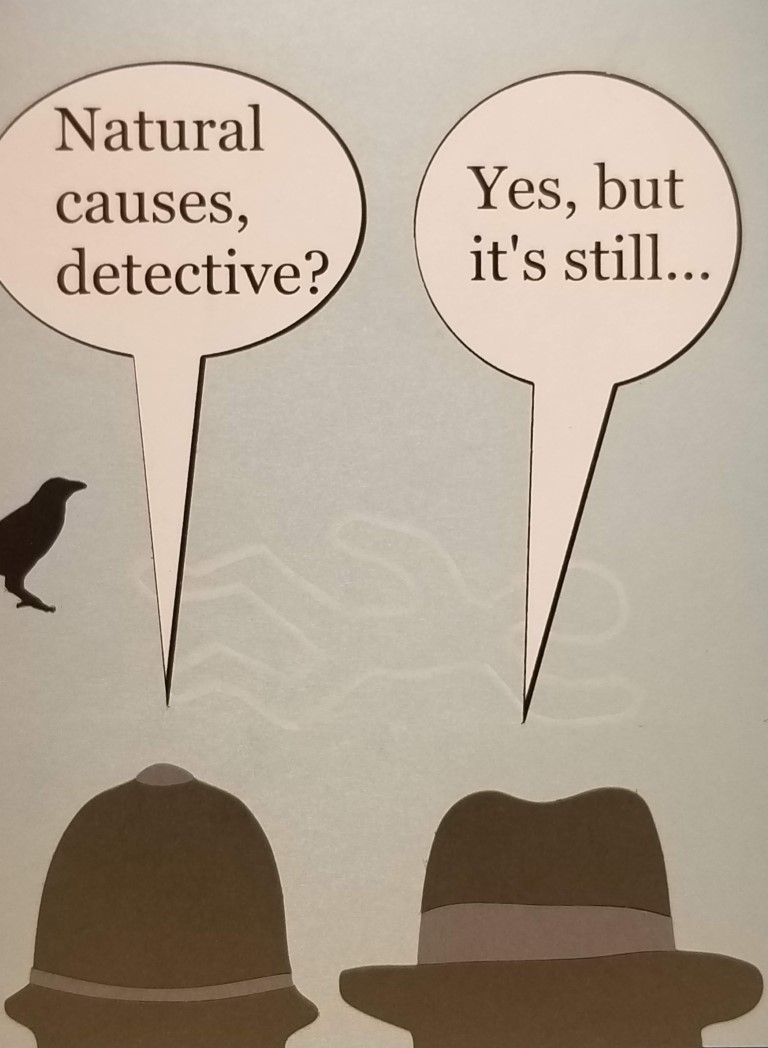 Natural
causes,
detective?
Yes, but
it's still...